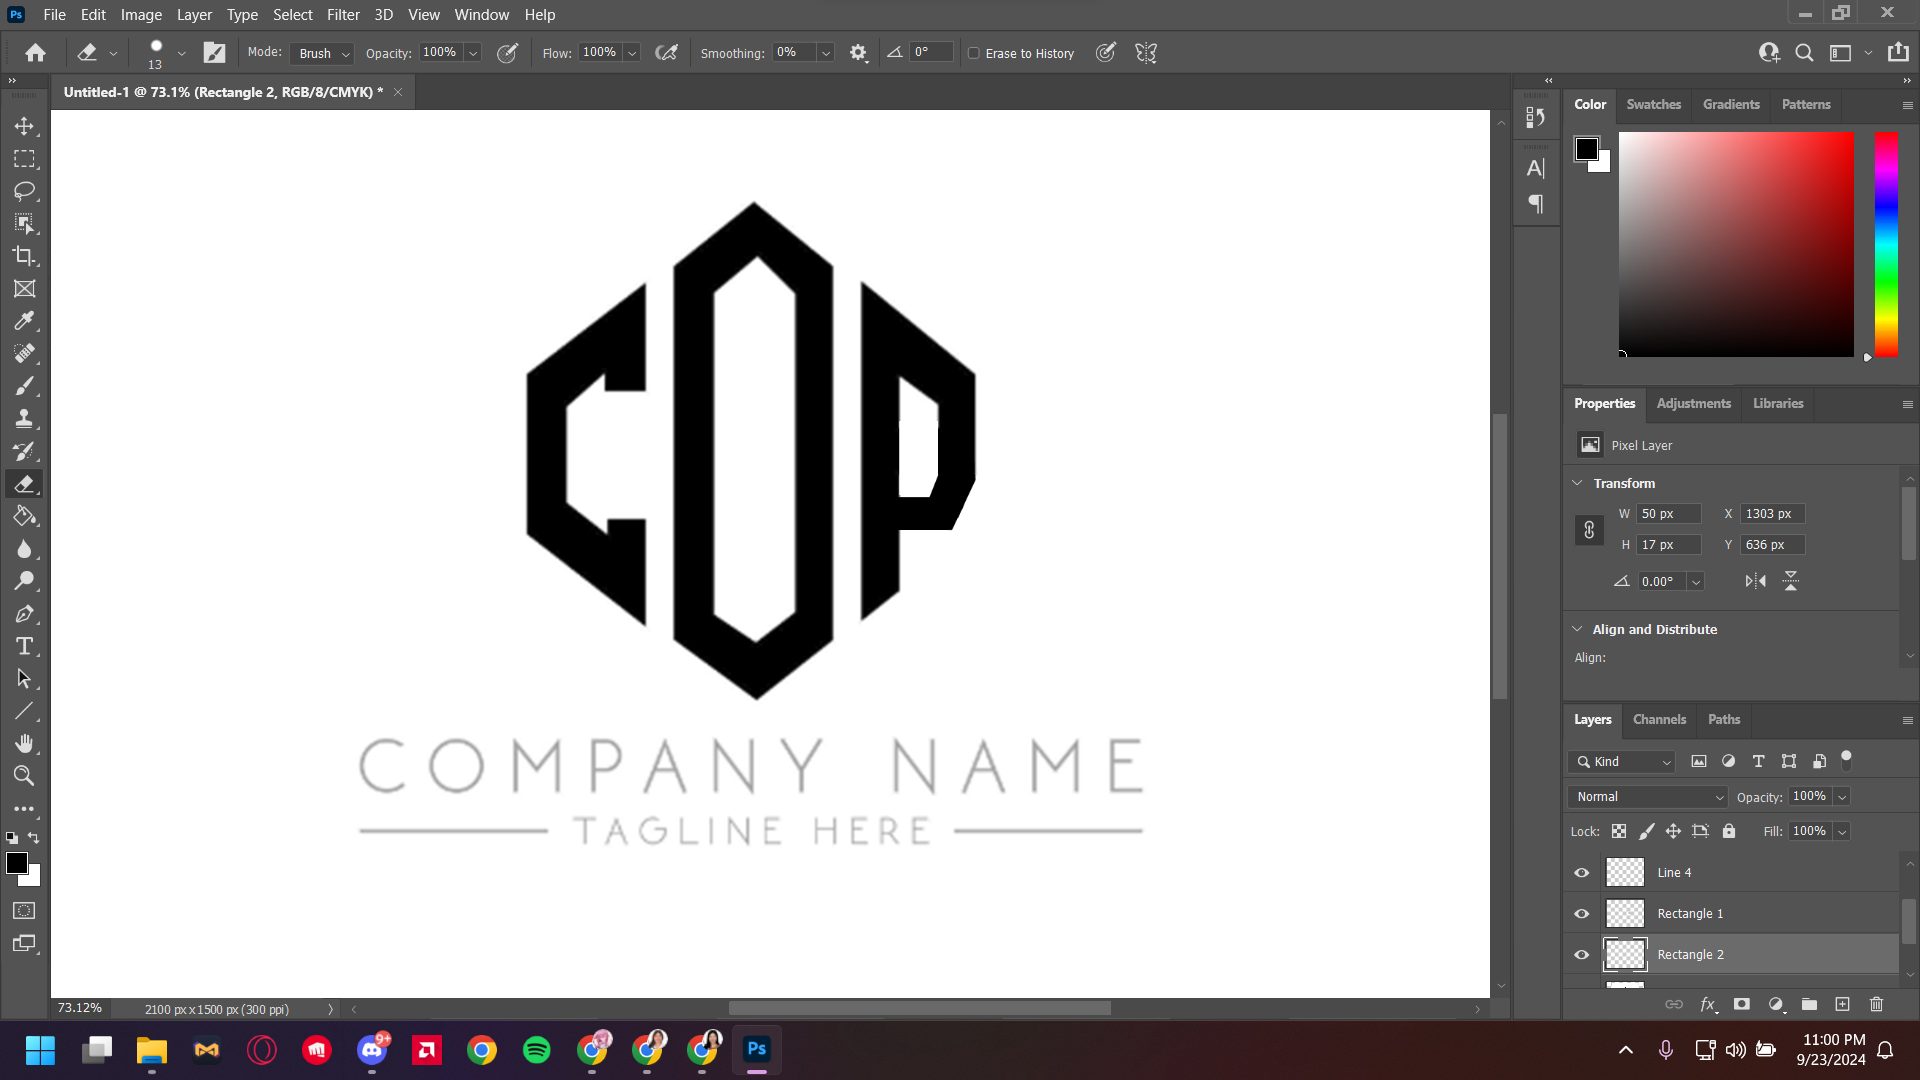 Ps File Edit Image Layer Type Select Filter 3D View Window Help
13 Mode: Brush Opacity: 100% Flow: 100% Smoothing: 0% 0° Erase to History
Untitled-1 @ 73.1% (Rectangle 2, RGB/8/CMYK) *
COP
COMPANY NAME
TAGLINE HERE
73.12% 2100 px x 1500 px (300 ppi)
Color Swatches Gradients Patterns
Properties Adjustments Libraries
Pixel Layer
Transform
W 50 px X 1303 px
H 17 px Y 636 px
0.00°
Align and Distribute
Align:
Layers Channels Paths
Kind
Normal Opacity: 100%
Lock: Fill: 100%
Line 4
Rectangle 1
Rectangle 2
fx
9+
Ps
11:00 PM
9/23/2024